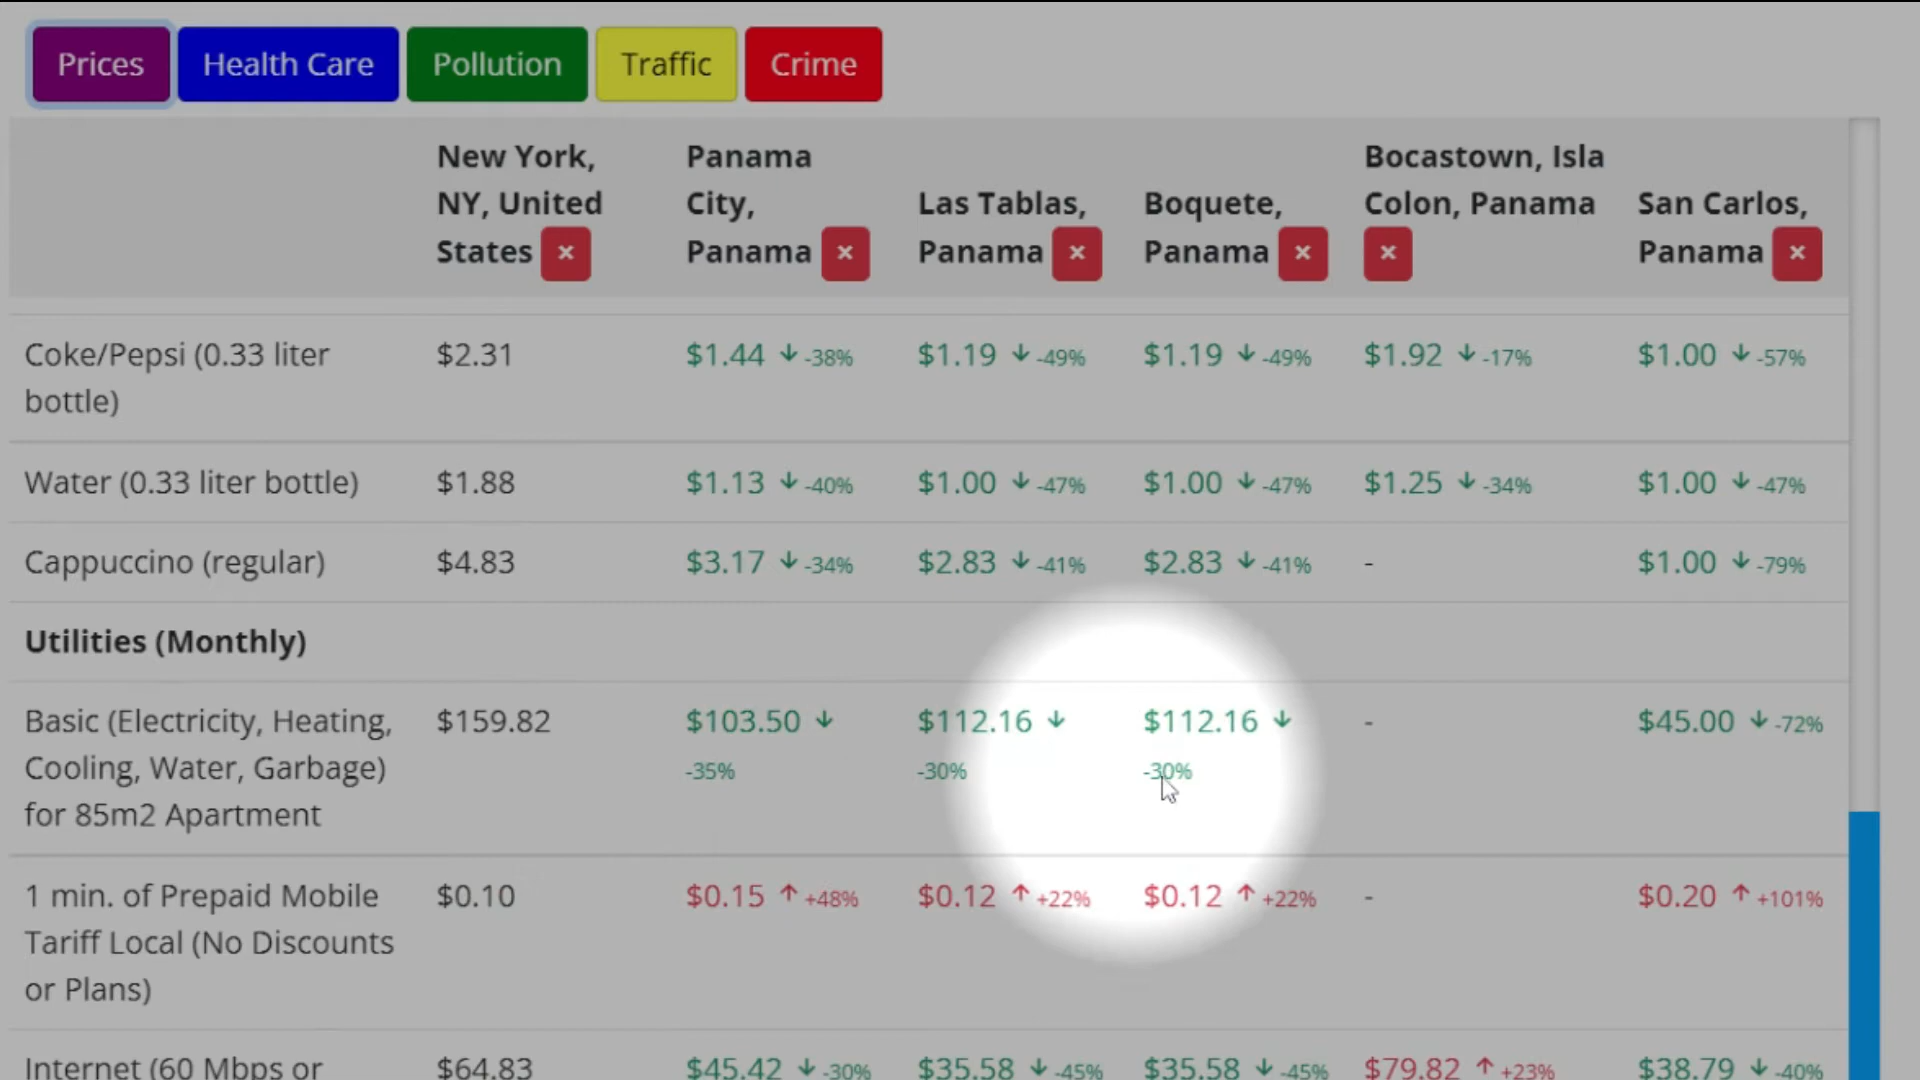 Prices Health Care Pollution Traffic Crime
New York, NY, United States ×
Panama City, Panama ×
Las Tablas, Panama ×
Boquete, Panama ×
Bocastown, Isla Colon, Panama ×
San Carlos, Panama ×
Coke/Pepsi (0.33 liter bottle) $2.31 $1.44 ↓ -38% $1.19 ↓ -49% $1.19 ↓ -49% $1.92 ↓ -17% $1.00 ↓ -57%
Water (0.33 liter bottle) $1.88 $1.13 ↓ -40% $1.00 ↓ -47% $1.00 ↓ -47% $1.25 ↓ -34% $1.00 ↓ -47%
Cappuccino (regular) $4.83 $3.17 ↓ -34% $2.83 ↓ -41% $2.83 ↓ -41% - $1.00 ↓ -79%
Utilities (Monthly)
Basic (Electricity, Heating, Cooling, Water, Garbage) for 85m2 Apartment $159.82 $103.50 ↓ -35% $112.16 ↓ -30% $112.16 ↓ -30% - $45.00 ↓ -72%
1 min. of Prepaid Mobile Tariff Local (No Discounts or Plans) $0.10 $0.15 ↑ +48% $0.12 ↑ +22% $0.12 ↑ +22% - $0.20 ↑ +101%
Internet (60 Mbps or $64.83 $45.42 ↓ -30% $35.58 ↓ -45% $35.58 ↓ -45% $79.82 ↑ +23% $38.79 ↓ -40%